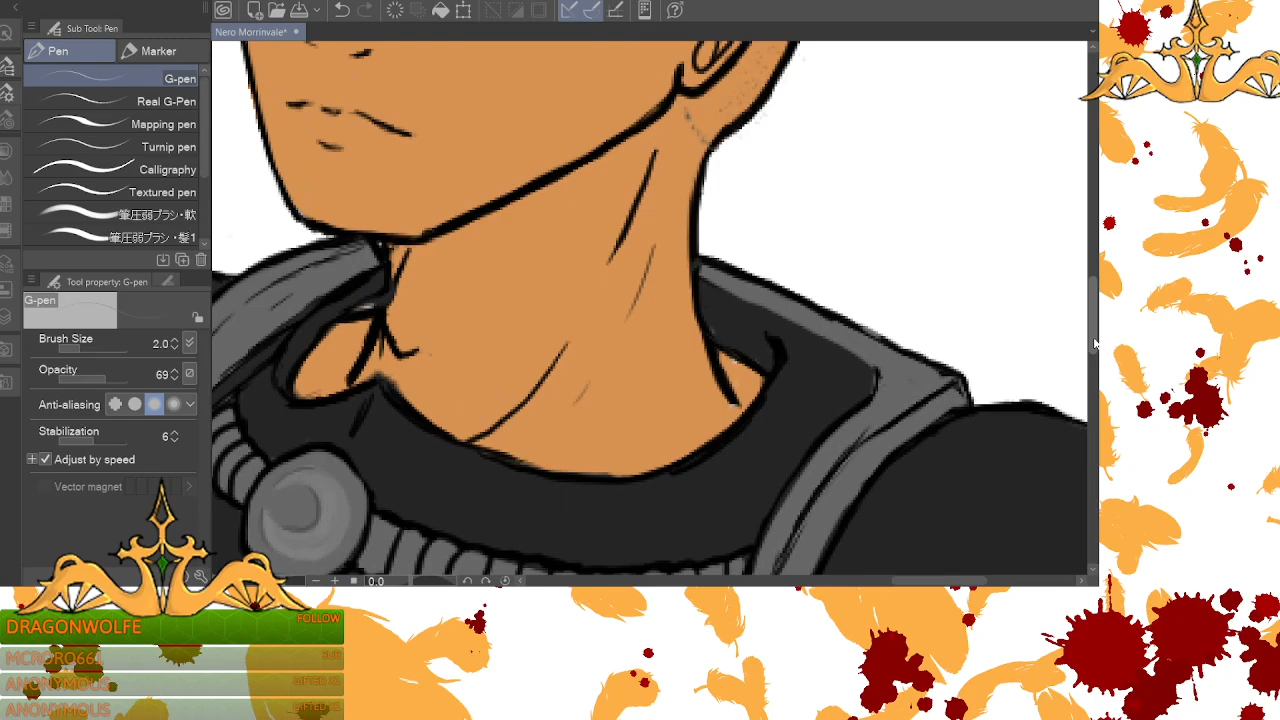 Sub Tool: Pen
Nero Morrinvale*
Pen
Marker
G-pen
Real G-Pen
Mapping pen
Turnip pen
Calligraphy
Textured pen
筆圧弱ブラシ・軟
筆圧弱ブラシ・髪1
Tool property: G-pen
G-pen
Brush Size 2.0
Opacity 69
Anti-aliasing
Stabilization 6
Adjust by speed
Vector magnet
0.0
DRAGONWOLFE FOLLOW
MCRORO661 SUB
ANONYMOUS
ANONYMOUS